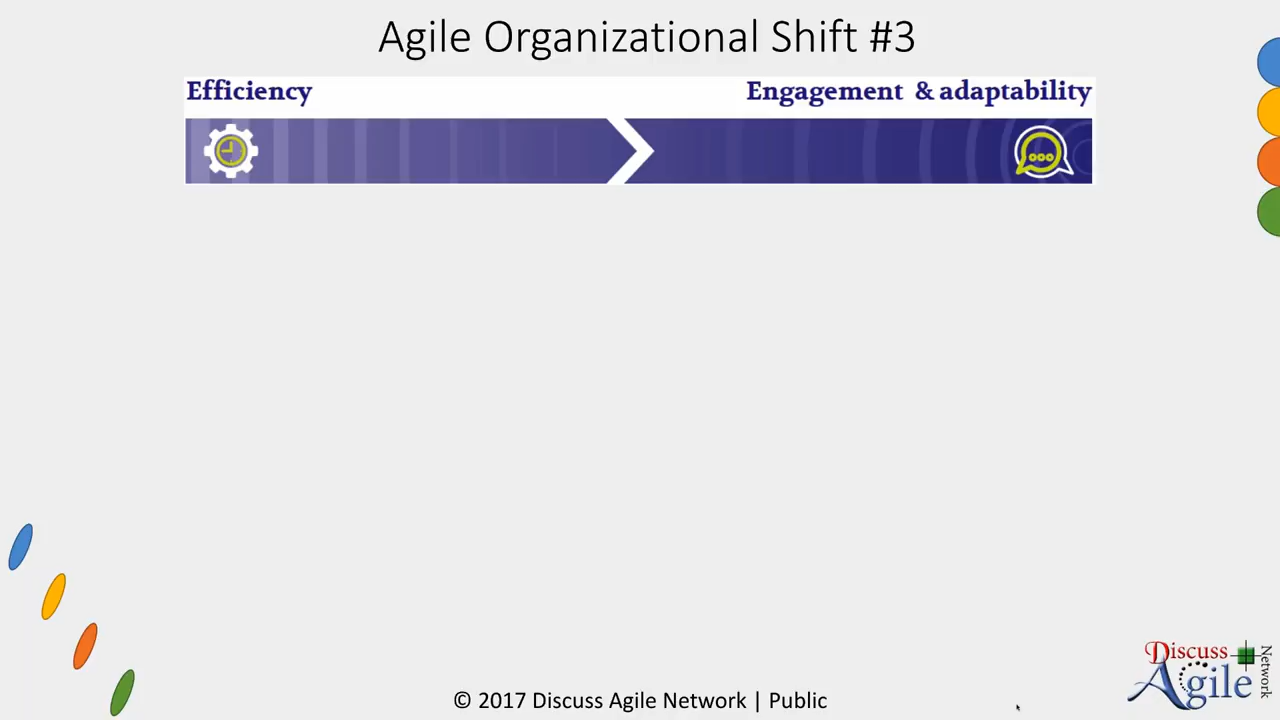 Agile Organizational Shift #3
Efficiency
Engagement & adaptability
© 2017 Discuss Agile Network | Public
Discuss
Agile
Network